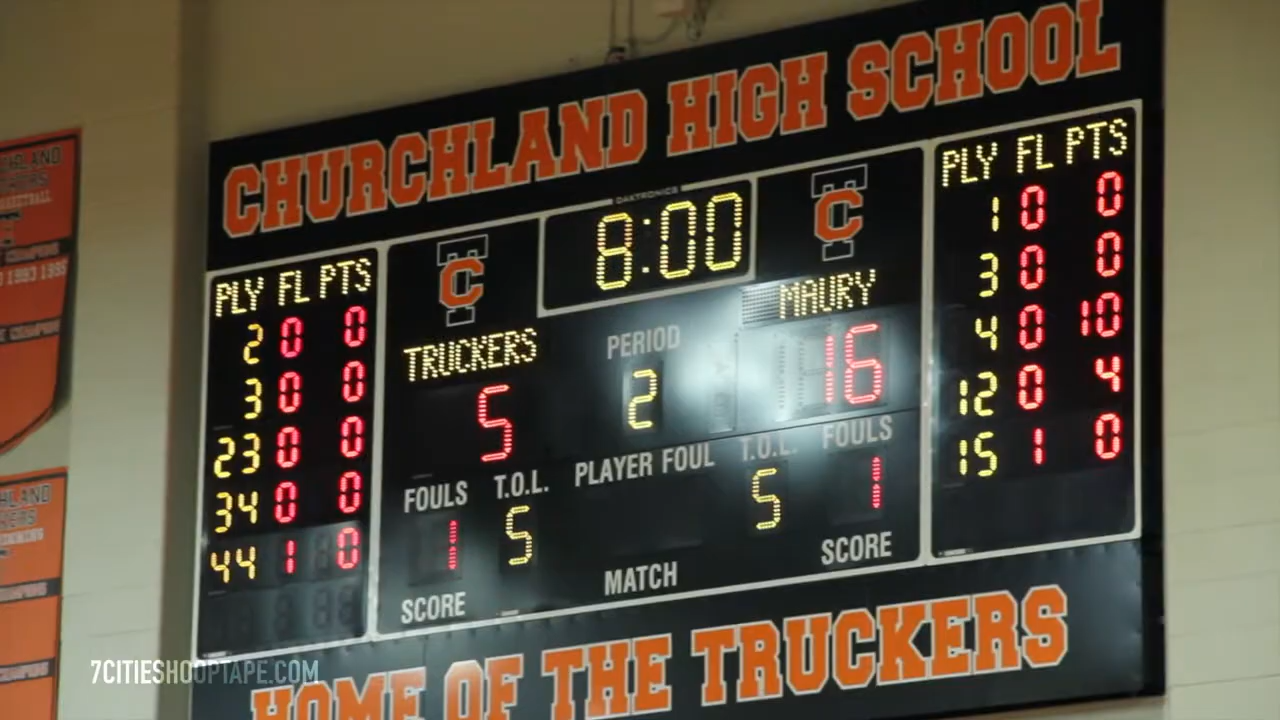 CHURCHLAND HIGH SCHOOL
DAKTRONICS
8:00
PLY FL PTS
2 0 0
3 0 0
23 0 0
34 0 0
44 1 0
TRUCKERS
5
PERIOD
2
MAURY
16
FOULS T.O.L. PLAYER FOUL T.O.L. FOULS
1 5 5 1
SCORE MATCH SCORE
PLY FL PTS
1 0 0
3 0 0
4 0 10
12 0 4
15 1 0
HOME OF THE TRUCKERS
7CITIESHOOPTAPE.COM